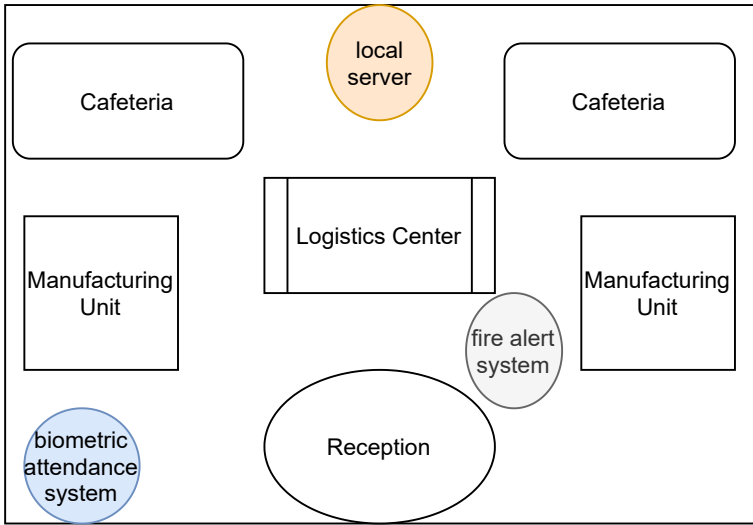 local
server
Cafeteria
Cafeteria
Logistics Center
Manufacturing
Unit
Manufacturing
Unit
fire alert
system
biometric
attendance
system
Reception